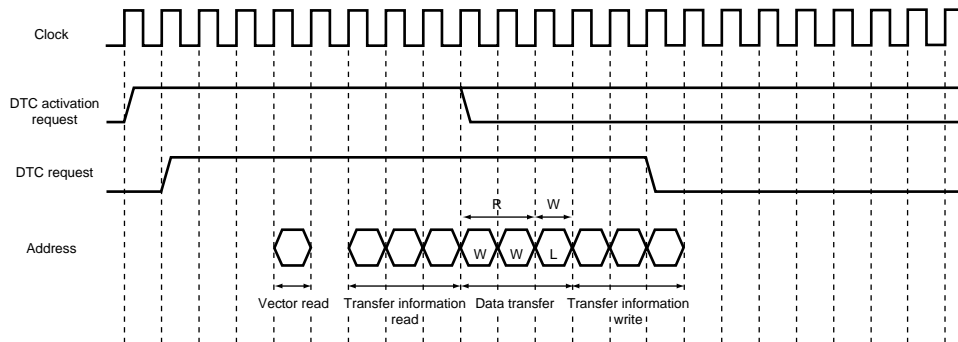 Clock
DTC activation
request
DTC request
R W
Address
W W L
Vector read Transfer information Data transfer Transfer information
read write